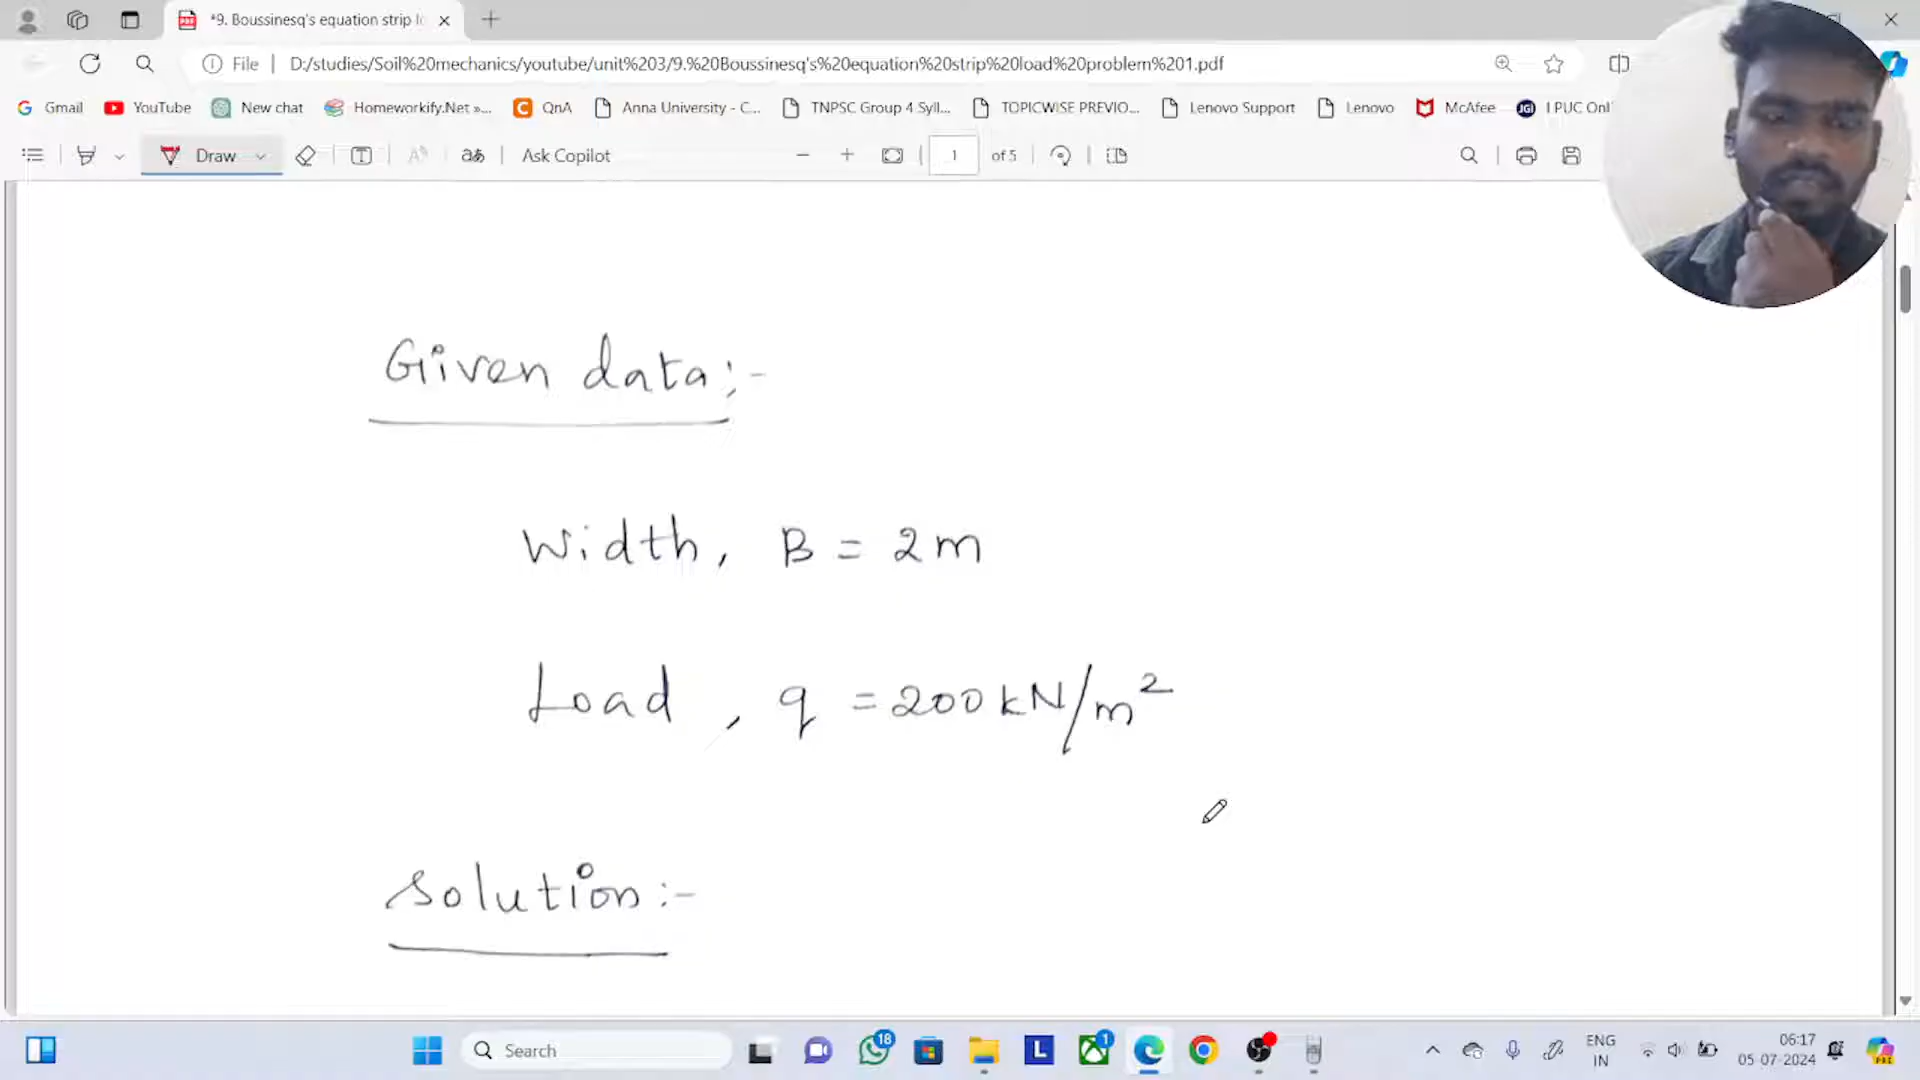 *9. Boussinesq's equation strip lo
File
D:/studies/Soil%20mechanics/youtube/unit%203/9.%20Boussinesq's%20equation%20strip%20load%20problem%201.pdf
Gmail YouTube New chat Homeworkify.Net »... QnA Anna University - C... TNPSC Group 4 Syll... TOPICWISE PREVIO... Lenovo Support Lenovo McAfee I PUC Onl
Draw Ask Copilot 1 of 5
Given data:-
Width, B = 2m
Load, q = 200 kN/m²
Solution:-
Search 18 L 1 ENG 06:17
IN 05-07-2024